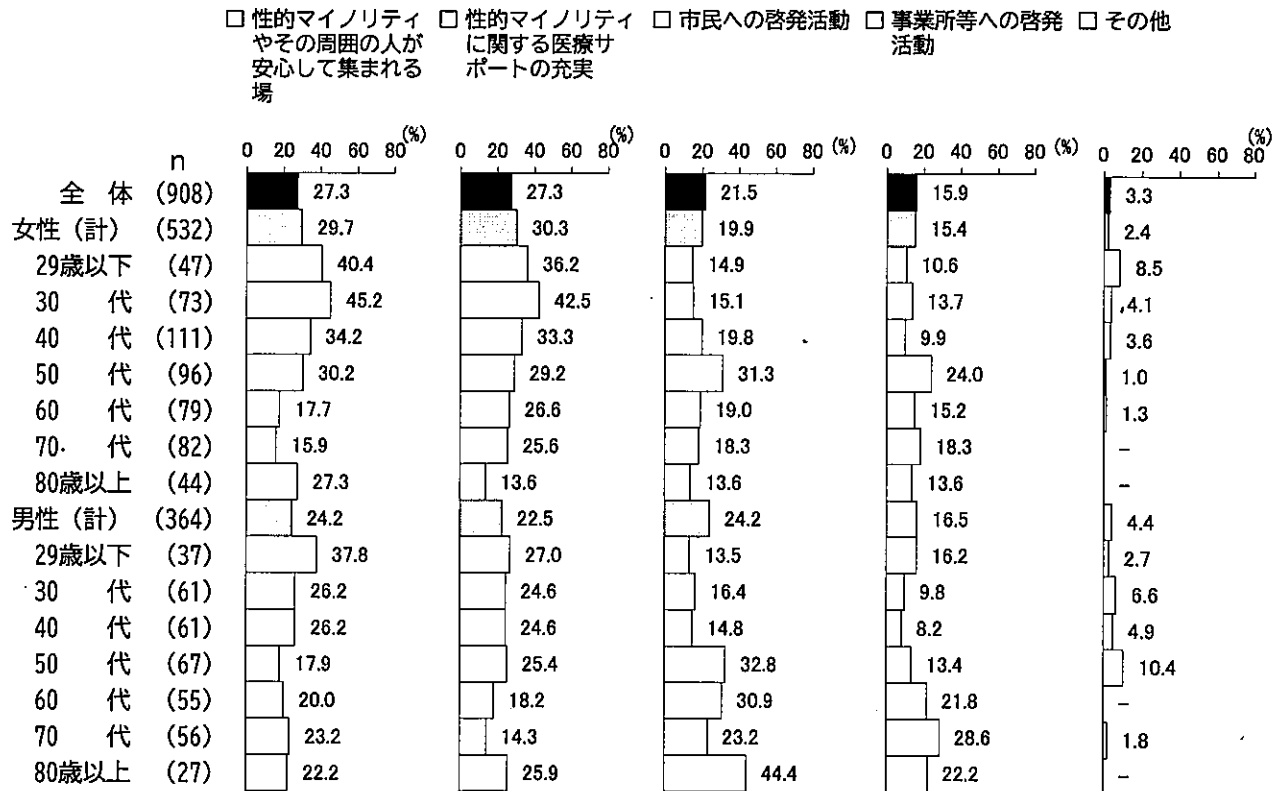 □ 性的マイノリティ
やその周囲の人が
安心して集まれる
場
□ 性的マイノリティ
に関する医療サ
ポートの充実
□ 市民への啓発活動
□ 事業所等への啓発
活動
□ その他
n
0 20 40 60 80 (%)
0 20 40 60 80 (%)
0 20 40 60 80 (%)
0 20 40 60 80 (%)
0 20 40 60 80 (%)
全 体 (908) 27.3 27.3 21.5 15.9 3.3
女性(計) (532) 29.7 30.3 19.9 15.4 2.4
29歳以下 (47) 40.4 36.2 14.9 10.6 8.5
30 代 (73) 45.2 42.5 15.1 13.7 4.1
40 代 (111) 34.2 33.3 19.8 9.9 3.6
50 代 (96) 30.2 29.2 31.3 24.0 1.0
60 代 (79) 17.7 26.6 19.0 15.2 1.3
70 代 (82) 15.9 25.6 18.3 18.3 –
80歳以上 (44) 27.3 13.6 13.6 13.6 –
男性(計) (364) 24.2 22.5 24.2 16.5 4.4
29歳以下 (37) 37.8 27.0 13.5 16.2 2.7
30 代 (61) 26.2 24.6 16.4 9.8 6.6
40 代 (61) 26.2 24.6 14.8 8.2 4.9
50 代 (67) 17.9 25.4 32.8 13.4 10.4
60 代 (55) 20.0 18.2 30.9 21.8 –
70 代 (56) 23.2 14.3 23.2 28.6 1.8
80歳以上 (27) 22.2 25.9 44.4 22.2 –